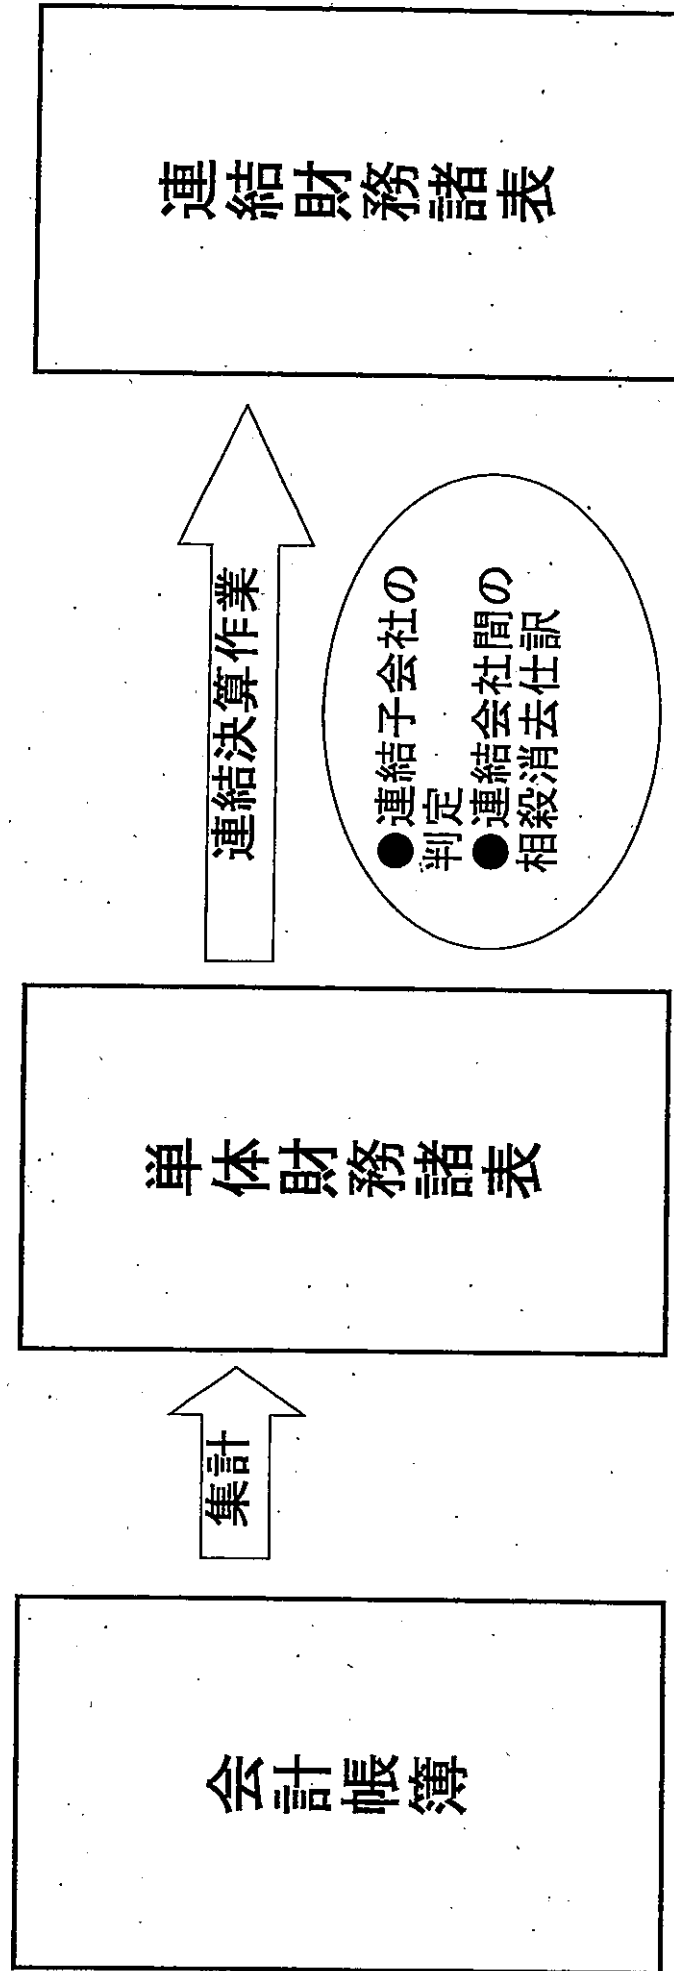 会計帳簿
集計
単体財務諸表
連結決算作業
●連結子会社の
判定
●連結会社間の
相殺消去仕訳
連結財務諸表